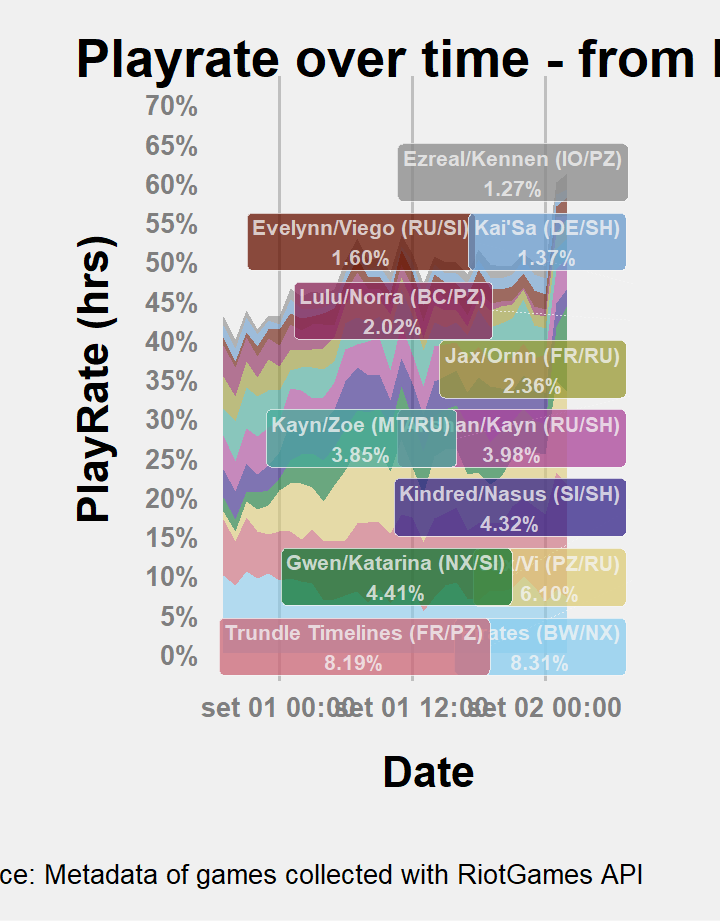 Playrate over time - from
70%
65%
60%
55%
50%
45%
40%
35%
30%
25%
20%
15%
10%
5%
0%
PlayRate (hrs)
Ezreal/Kennen (IO/PZ)
1.27%
Evelynn/Viego (RU/SI)
1.60%
Kai'Sa (DE/SH)
1.37%
Lulu/Norra (BC/PZ)
2.02%
Jax/Ornn (FR/RU)
2.36%
Kayn/Zoe (MT/RU)
3.85%
an/Kayn (RU/SH)
3.98%
Kindred/Nasus (SI/SH)
4.32%
Gwen/Katarina (NX/SI)
4.41%
/Vi (PZ/RU)
6.10%
Trundle Timelines (FR/PZ)
8.19%
ates (BW/NX)
8.31%
set 01 00:00
set 01 12:00
set 02 00:00
Date
ce: Metadata of games collected with RiotGames API